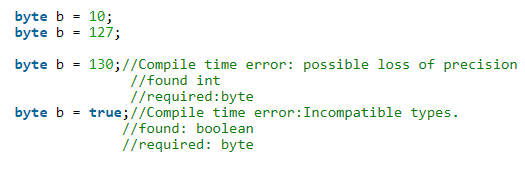 byte b = 10;
byte b = 127;
byte b = 130;//Compile time error: possible loss of precision
//found int
//required:byte
byte b = true;//Compile time error:Incompatible types.
//found: boolean
//required: byte